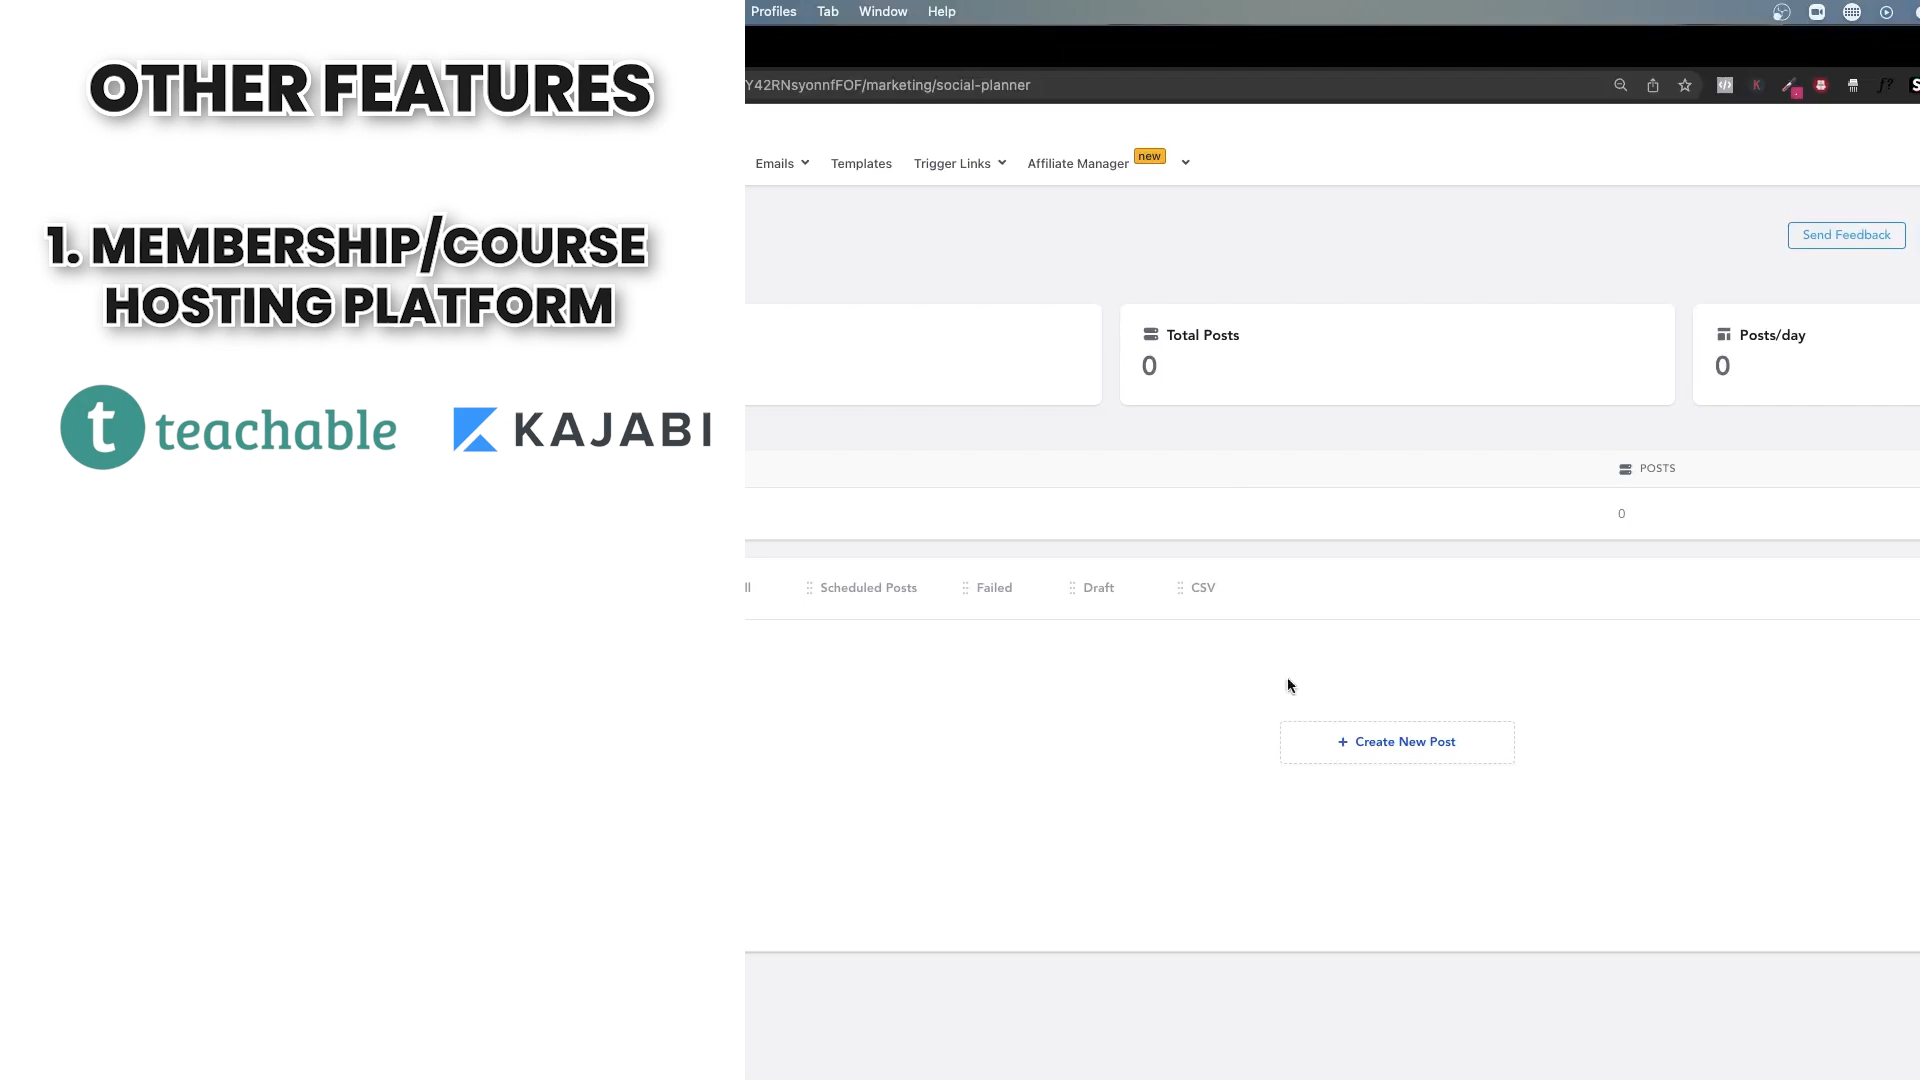 OTHER FEATURES
1. MEMBERSHIP/COURSE
HOSTING PLATFORM
t teachable
KAJABI
Profiles Tab Window Help
Y42RNsyonnfFOF/marketing/social-planner
Emails Templates Trigger Links Affiliate Manager new
Send Feedback
Total Posts
0
Posts/day
0
POSTS
0
ll Scheduled Posts Failed Draft CSV
+ Create New Post